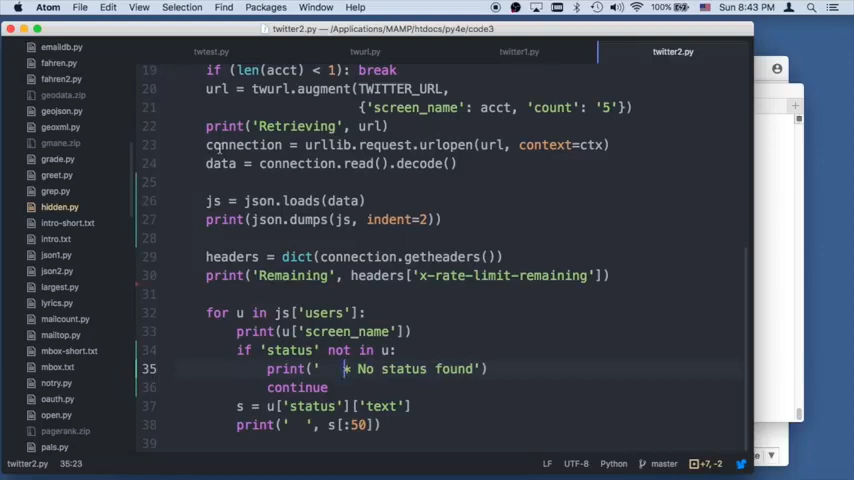 Atom File Edit View Selection Find Packages Window Help 100% Sun 8:43 PM
twitter2.py — /Applications/MAMP/htdocs/py4e/code3
twtest.py twurl.py twitter1.py twitter2.py
emaildb.py
fahren.py
fahren2.py
geodata.zip
geojson.py
geoxml.py
gmane.zip
grade.py
greet.py
grep.py
hidden.py
intro-short.txt
intro.txt
json1.py
json2.py
largest.py
lyrics.py
mailcount.py
mailtop.py
mbox-short.txt
mbox.txt
notry.py
oauth.py
open.py
pagerank.zip
pals.py
19 if (len(acct) < 1): break
20 url = twurl.augment(TWITTER_URL,
21 {'screen_name': acct, 'count': '5'})
22 print('Retrieving', url)
23 connection = urllib.request.urlopen(url, context=ctx)
24 data = connection.read().decode()
25
26 js = json.loads(data)
27 print(json.dumps(js, indent=2))
28
29 headers = dict(connection.getheaders())
30 print('Remaining', headers['x-rate-limit-remaining'])
31
32 for u in js['users']:
33 print(u['screen_name'])
34 if 'status' not in u:
35 print('   * No status found')
36 continue
37 s = u['status']['text']
38 print('  ', s[:50])
39
twitter2.py 35:23 LF UTF-8 Python master +7, -2